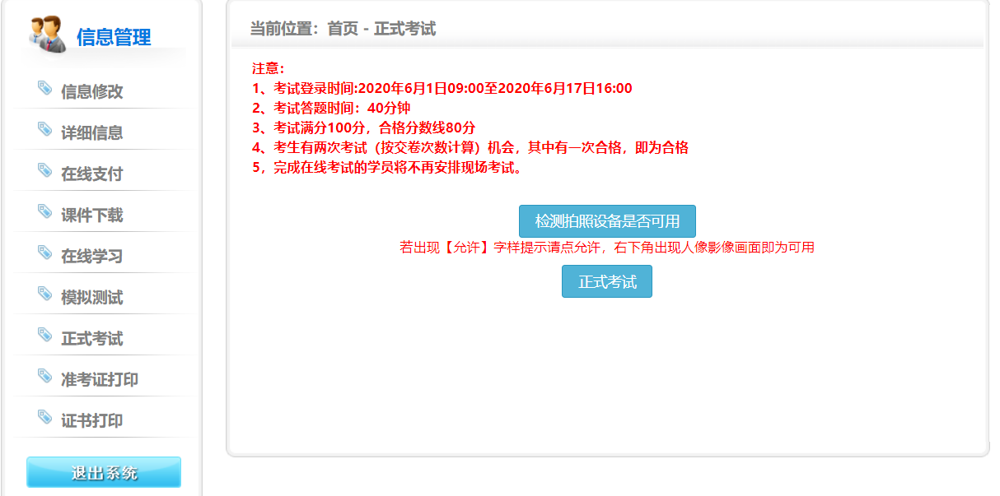 信息管理
信息修改
详细信息
在线支付
课件下载
在线学习
模拟测试
正式考试
准考证打印
证书打印
退出系统
当前位置：首页 - 正式考试
注意：
1、考试登录时间:2020年6月1日09:00至2020年6月17日16:00
2、考试答题时间：40分钟
3、考试满分100分，合格分数线80分
4、考生有两次考试（按交卷次数计算）机会，其中有一次合格，即为合格
5，完成在线考试的学员将不再安排现场考试。
检测拍照设备是否可用
若出现【允许】字样提示请点允许，右下角出现人像影像画面即为可用
正式考试